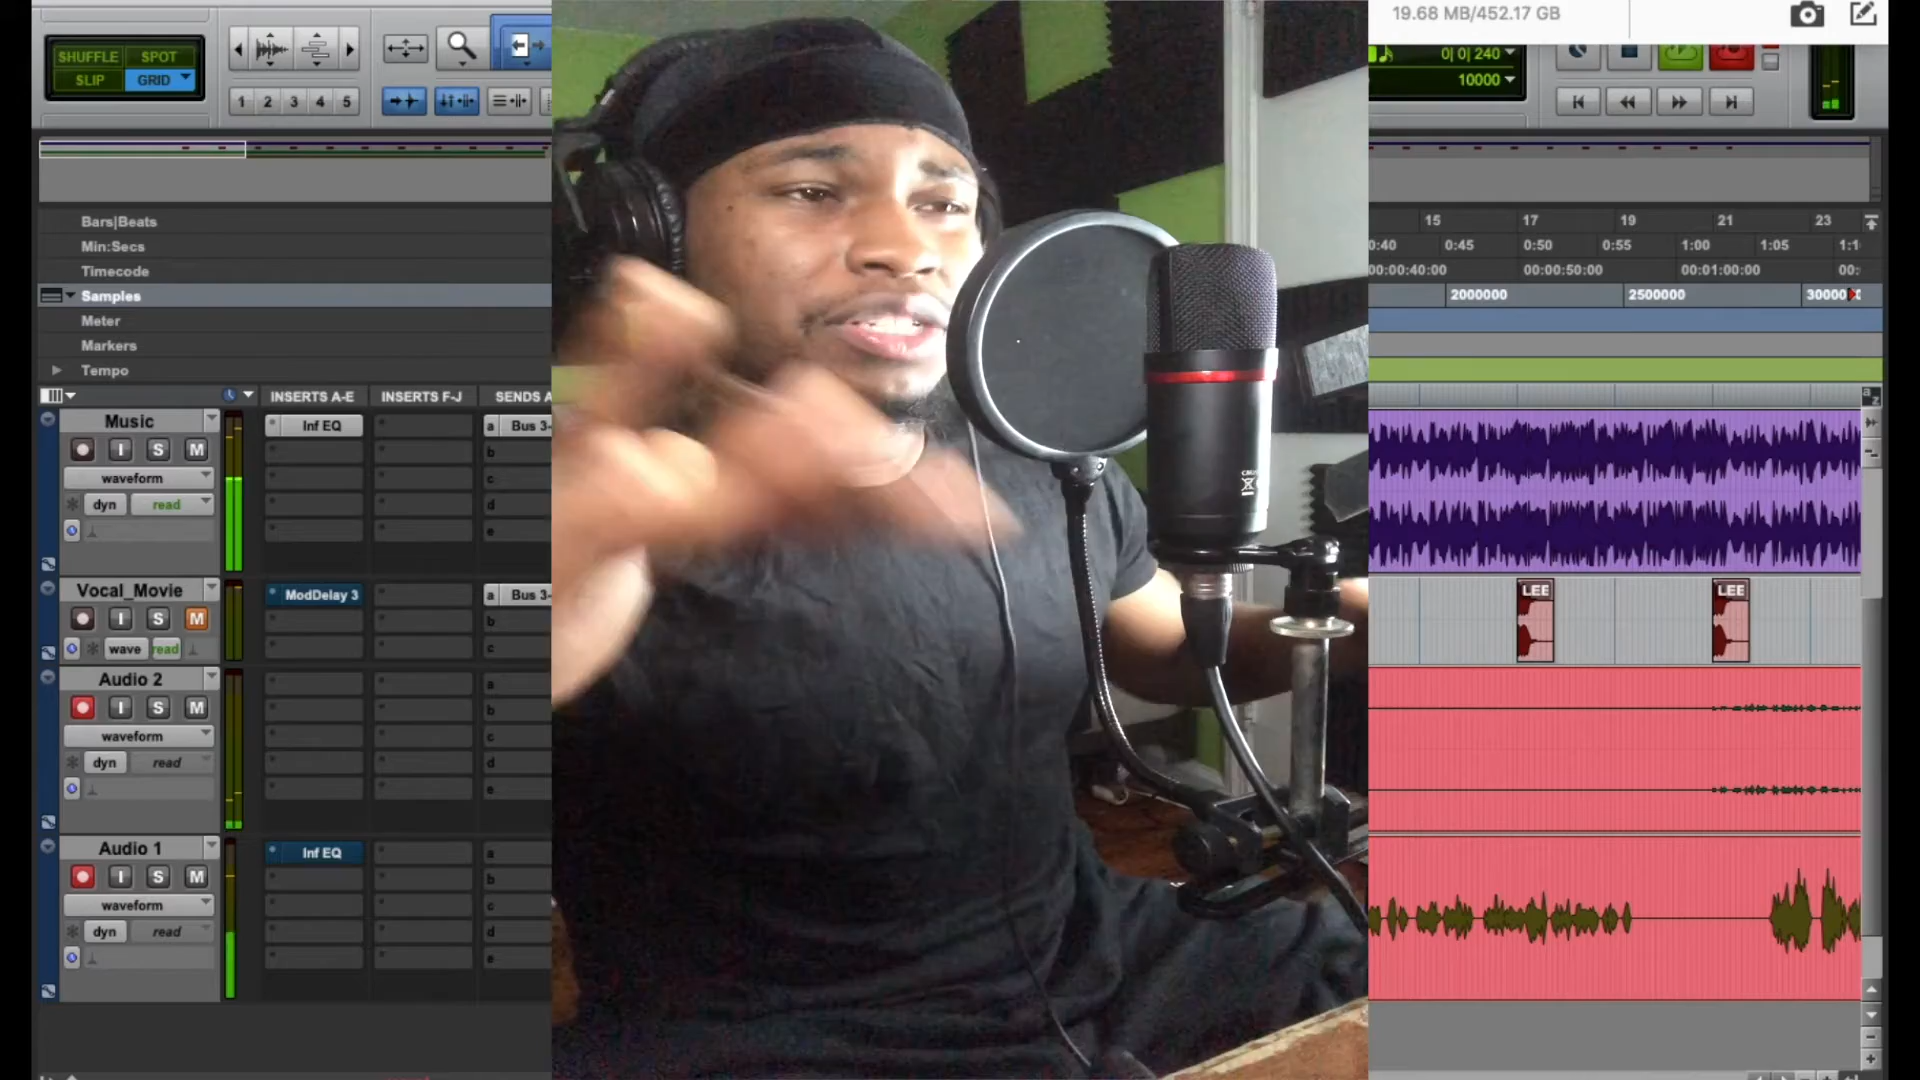 19.68 MB/452.17 GB
SHUFFLE SPOT
SLIP GRID
1 2 3 4 5
0| 0| 240
10000
Bars|Beats
15 17 19 21 23
Min:Secs
0:40 0:45 0:50 0:55 1:00 1:05 1:1
Timecode
00:00:40:00 00:00:50:00 00:01:00:00 00:
Samples
2000000 2500000 30000
Meter
Markers
Tempo
INSERTS A-E INSERTS F-J SENDS A
Music
Inf EQ
a Bus 3-
I S M
b
waveform
c
dyn read
d
e
Vocal_Movie
ModDelay 3
a Bus 3-
LEE LEE
I S M
b
wave read
c
Audio 2
a
I S M
b
waveform
c
dyn read
d
e
Audio 1
Inf EQ
a
I S M
b
waveform
c
dyn read
d
e